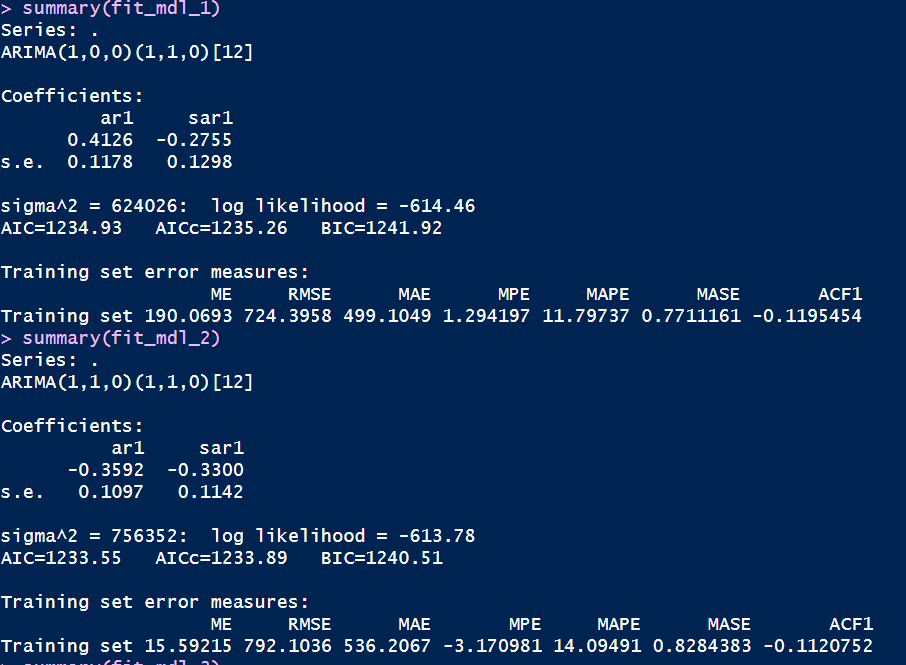 > summary(fit_mdl_1)
Series: .
ARIMA(1,0,0)(1,1,0)[12]
Coefficients:
ar1 sar1
0.4126 -0.2755
s.e. 0.1178 0.1298
sigma^2 = 624026: log likelihood = -614.46
AIC=1234.93 AICc=1235.26 BIC=1241.92
Training set error measures:
ME RMSE MAE MPE MAPE MASE ACF1
Training set 190.0693 724.3958 499.1049 1.294197 11.79737 0.7711161 -0.1195454
> summary(fit_mdl_2)
Series: .
ARIMA(1,1,0)(1,1,0)[12]
Coefficients:
ar1 sar1
-0.3592 -0.3300
s.e. 0.1097 0.1142
sigma^2 = 756352: log likelihood = -613.78
AIC=1233.55 AICc=1233.89 BIC=1240.51
Training set error measures:
ME RMSE MAE MPE MAPE MASE ACF1
Training set 15.59215 792.1036 536.2067 -3.170981 14.09491 0.8284383 -0.1120752